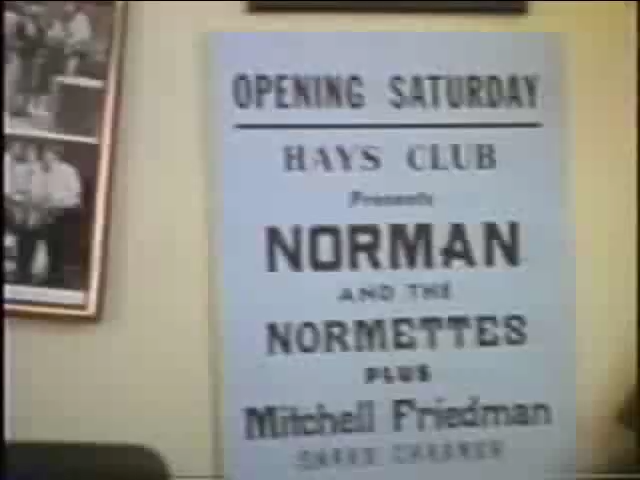 OPENING SATURDAY
HAYS CLUB
Presents
NORMAN
AND THE
NORMETTES
PLUS
Mitchell Friedman